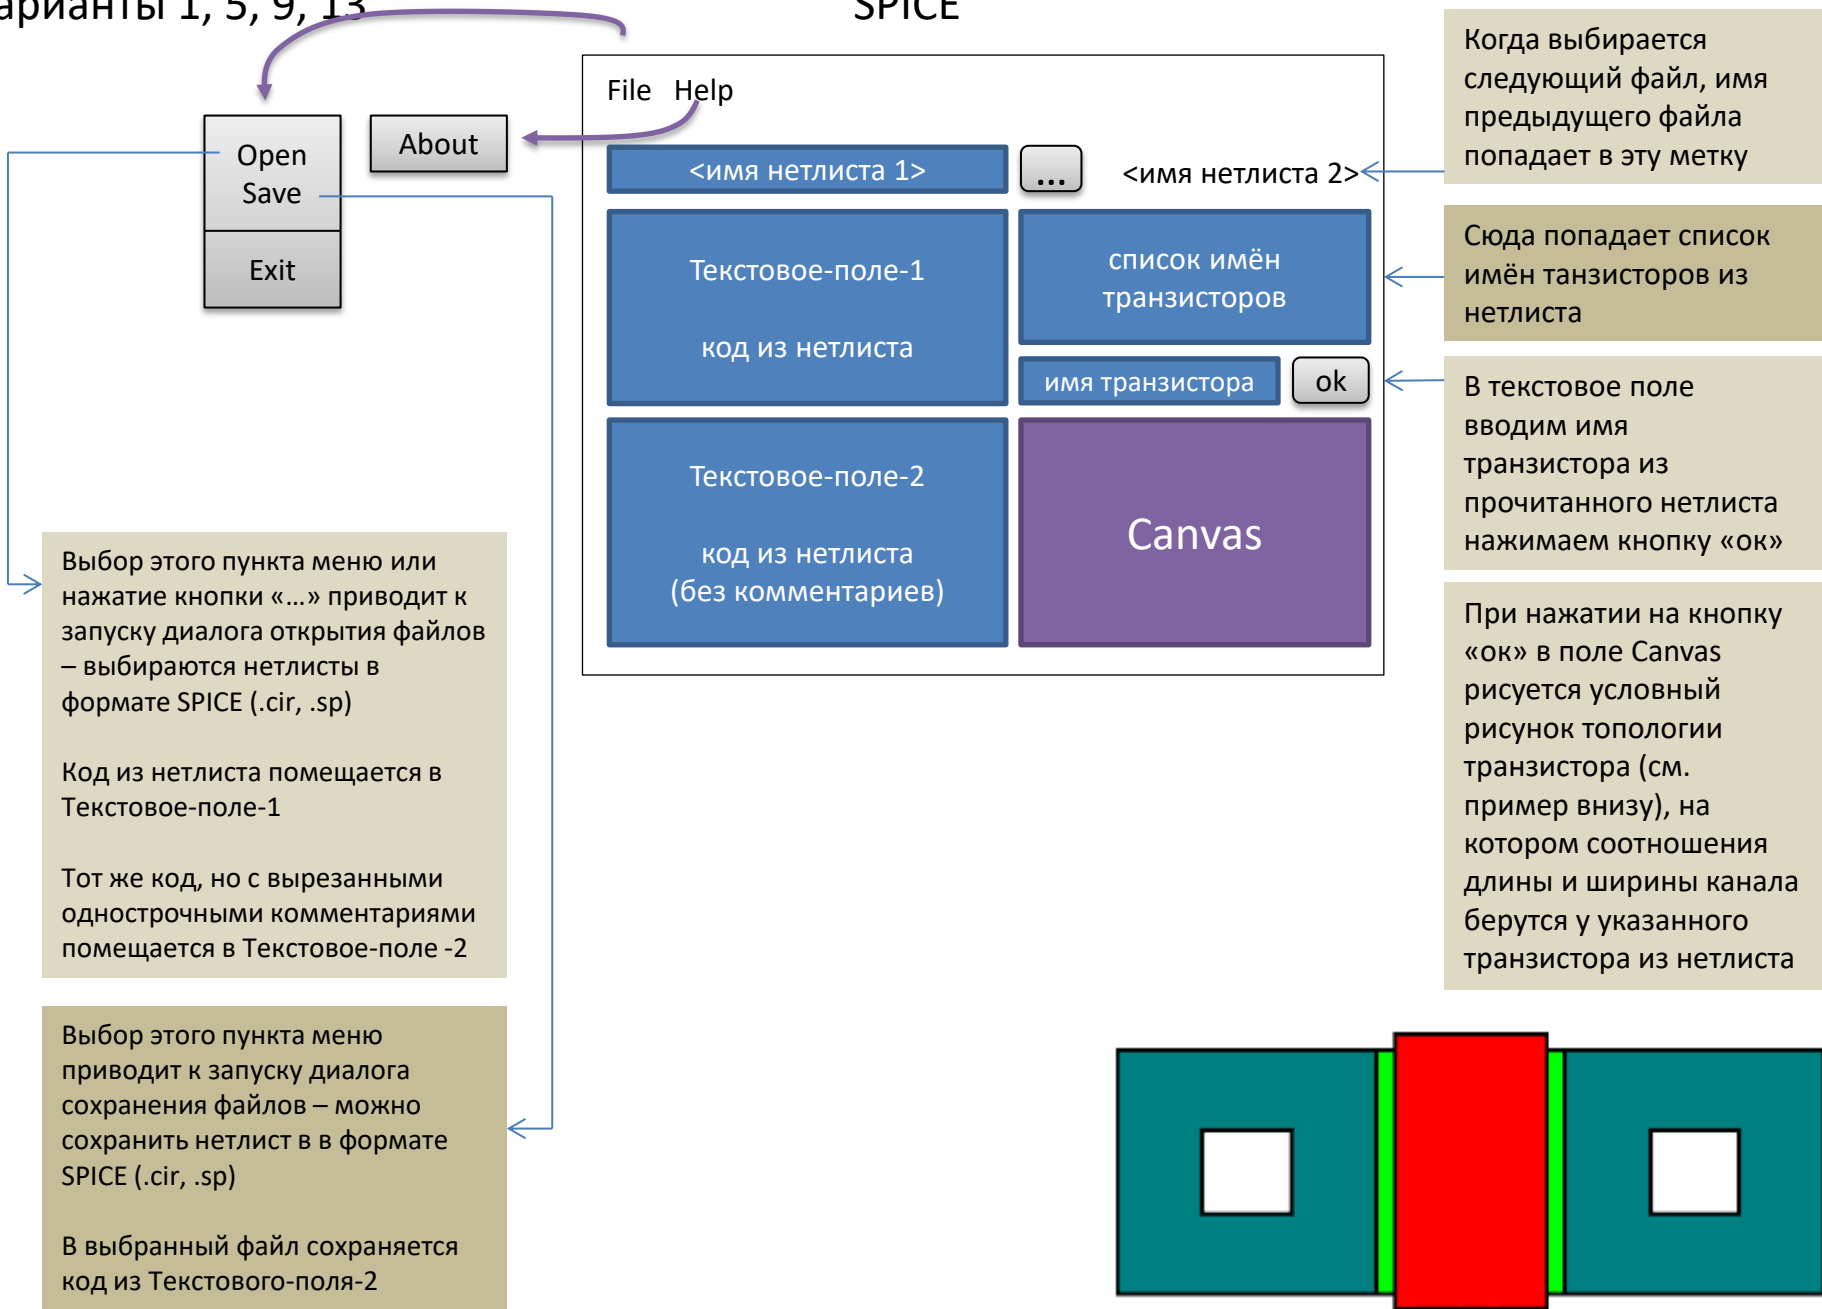 арианты 1, 5, 9, 13
SPICE
File Help
Open
Save
Exit
About
<имя нетлиста 1>
...
<имя нетлиста 2>
Текстовое-поле-1
код из нетлиста
список имён
транзисторов
имя транзистора
ok
Текстовое-поле-2
код из нетлиста
(без комментариев)
Canvas
Когда выбирается
следующий файл, имя
предыдущего файла
попадает в эту метку
Сюда попадает список
имён танзисторов из
нетлиста
В текстовое поле
вводим имя
транзистора из
прочитанного нетлиста
нажимаем кнопку «ок»
При нажатии на кнопку
«ок» в поле Canvas
рисуется условный
рисунок топологии
транзистора (см.
пример внизу), на
котором соотношения
длины и ширины канала
берутся у указанного
транзистора из нетлиста
Выбор этого пункта меню или
нажатие кнопки «…» приводит к
запуску диалога открытия файлов
– выбираются нетлисты в
формате SPICE (.cir, .sp)
Код из нетлиста помещается в
Текстовое-поле-1
Тот же код, но с вырезанными
однострочными комментариями
помещается в Текстовое-поле -2
Выбор этого пункта меню
приводит к запуску диалога
сохранения файлов – можно
сохранить нетлист в в формате
SPICE (.cir, .sp)
В выбранный файл сохраняется
код из Текстового-поля-2